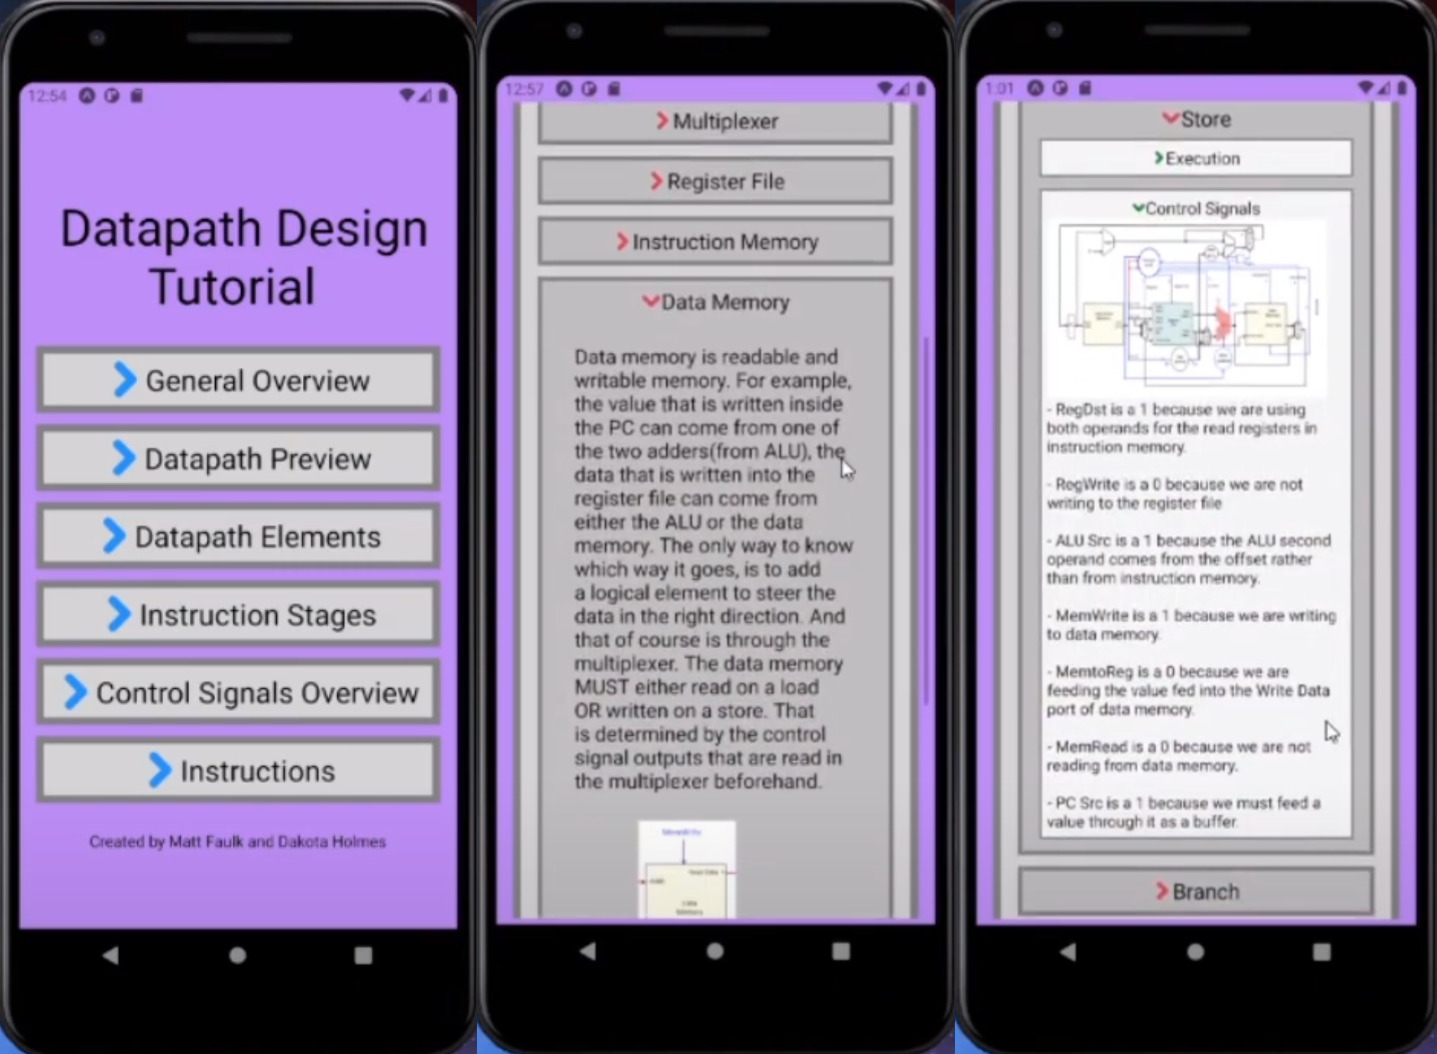 12:54
Datapath Design
Tutorial
General Overview
Datapath Preview
Datapath Elements
Instruction Stages
Control Signals Overview
Instructions
Created by Matt Faulk and Dakota Holmes
12:57
Multiplexer
Register File
Instruction Memory
Data Memory
Data memory is readable and
writable memory. For example,
the value that is written inside
the PC can come from one of
the two adders(from ALU), the
data that is written into the
register file can come from
either the ALU or the data
memory. The only way to know
which way it goes, is to add
a logical element to steer the
data in the right direction. And
that of course is through the
multiplexer. The data memory
MUST either read on a load
OR written on a store. That
is determined by the control
signal outputs that are read in
the multiplexer beforehand.
1:01
Store
Execution
Control Signals
- RegDst is a 1 because we are using
both operands for the read registers in
instruction memory.
- RegWrite is a 0 because we are not
writing to the register file
- ALU Src is a 1 because the ALU second
operand comes from the offset rather
than from instruction memory.
- MemWrite is a 1 because we are writing
to data memory.
- MemtoReg is a 0 because we are
feeding the value fed into the Write Data
port of data memory.
- MemRead is a 0 because we are not
reading from data memory.
- PC Src is a 1 because we must feed a
value through it as a buffer.
Branch